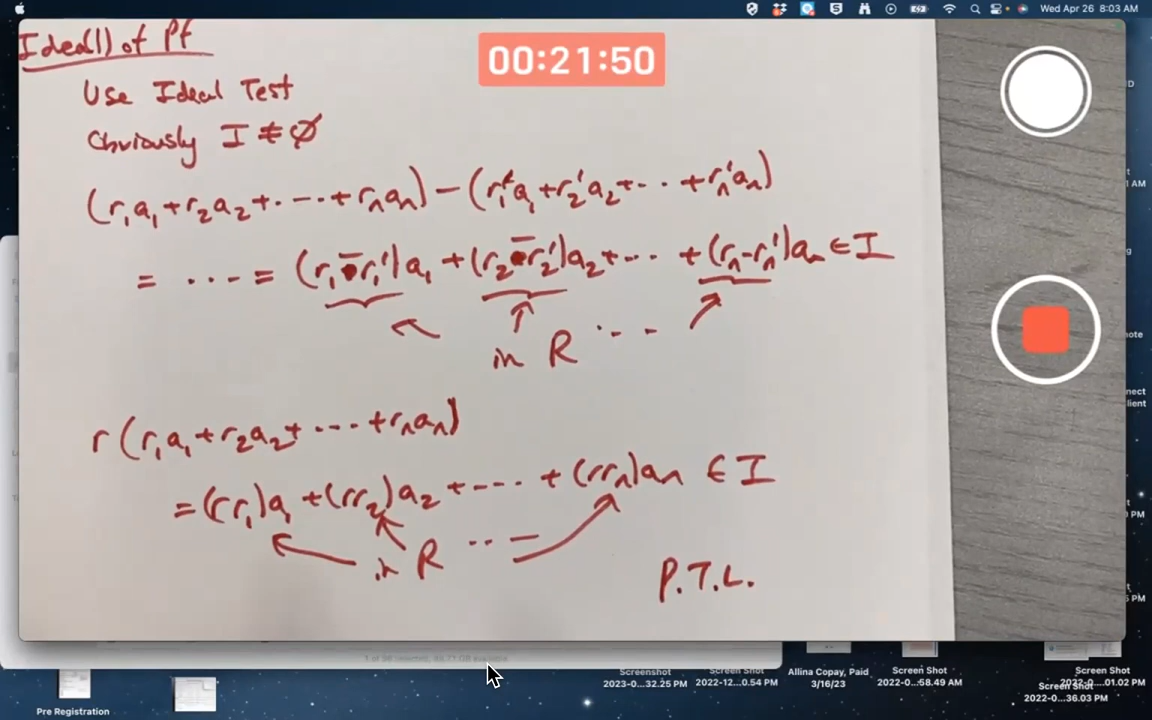 Wed Apr 26 8:03 AM
Idea(l) of Pf
00:21:50
Use Ideal Test
Obviously I ≠ ∅
(r₁a₁+r₂a₂+····+rₙaₙ)−(r₁'a₁+r₂'a₂+···+rₙ'aₙ)
= ···· = (r₁−r₁')a₁+(r₂−r₂')a₂+···+(rₙ−rₙ')aₙ ∈ I
in R ···
r(r₁a₁+r₂a₂+····+rₙaₙ)
=(rr₁)a₁+(rr₂)a₂+····+(rrₙ)aₙ ∈ I
in R ···
P.T.L.
Screenshot
2023-0...32.25 PM
Screen Shot
2022-12...0.54 PM
Allina Copay, Paid
3/16/23
Screen Shot
2022-0...58.49 AM
Screen Shot
2022-0....01.02 PM
Screen Shot
2022-0...36.03 PM
Pre Registration